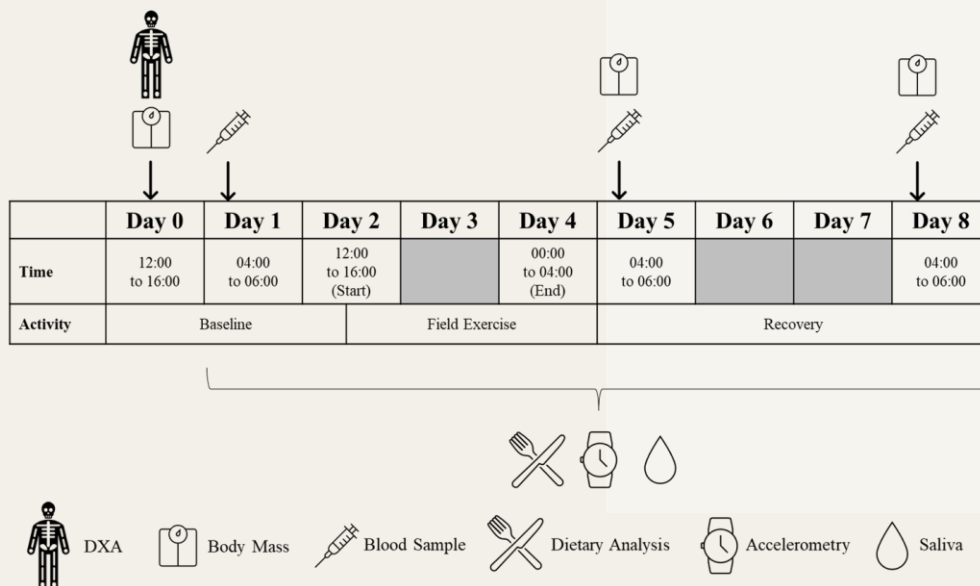 Day 0 Day 1 Day 2 Day 3 Day 4 Day 5 Day 6 Day 7 Day 8
Time
12:00
to 16:00
04:00
to 06:00
12:00
to 16:00
(Start)
00:00
to 04:00
(End)
04:00
to 06:00
04:00
to 06:00
Activity Baseline Field Exercise Recovery
DXA Body Mass Blood Sample Dietary Analysis Accelerometry Saliva